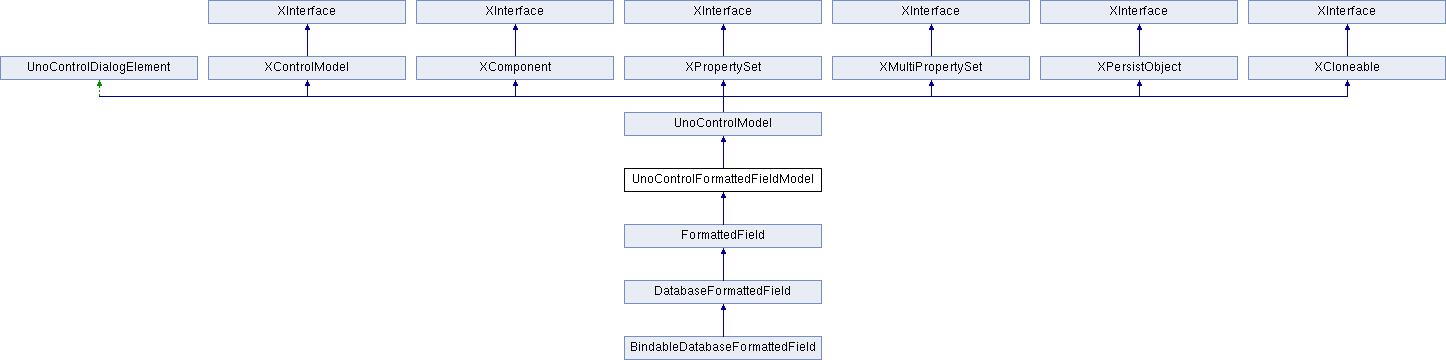 XInterface XInterface XInterface XInterface XInterface XInterface
UnoControlDialogElement XControlModel XComponent XPropertySet XMultiPropertySet XPersistObject XCloneable
UnoControlModel
UnoControlFormattedFieldModel
FormattedField
DatabaseFormattedField
BindableDatabaseFormattedField